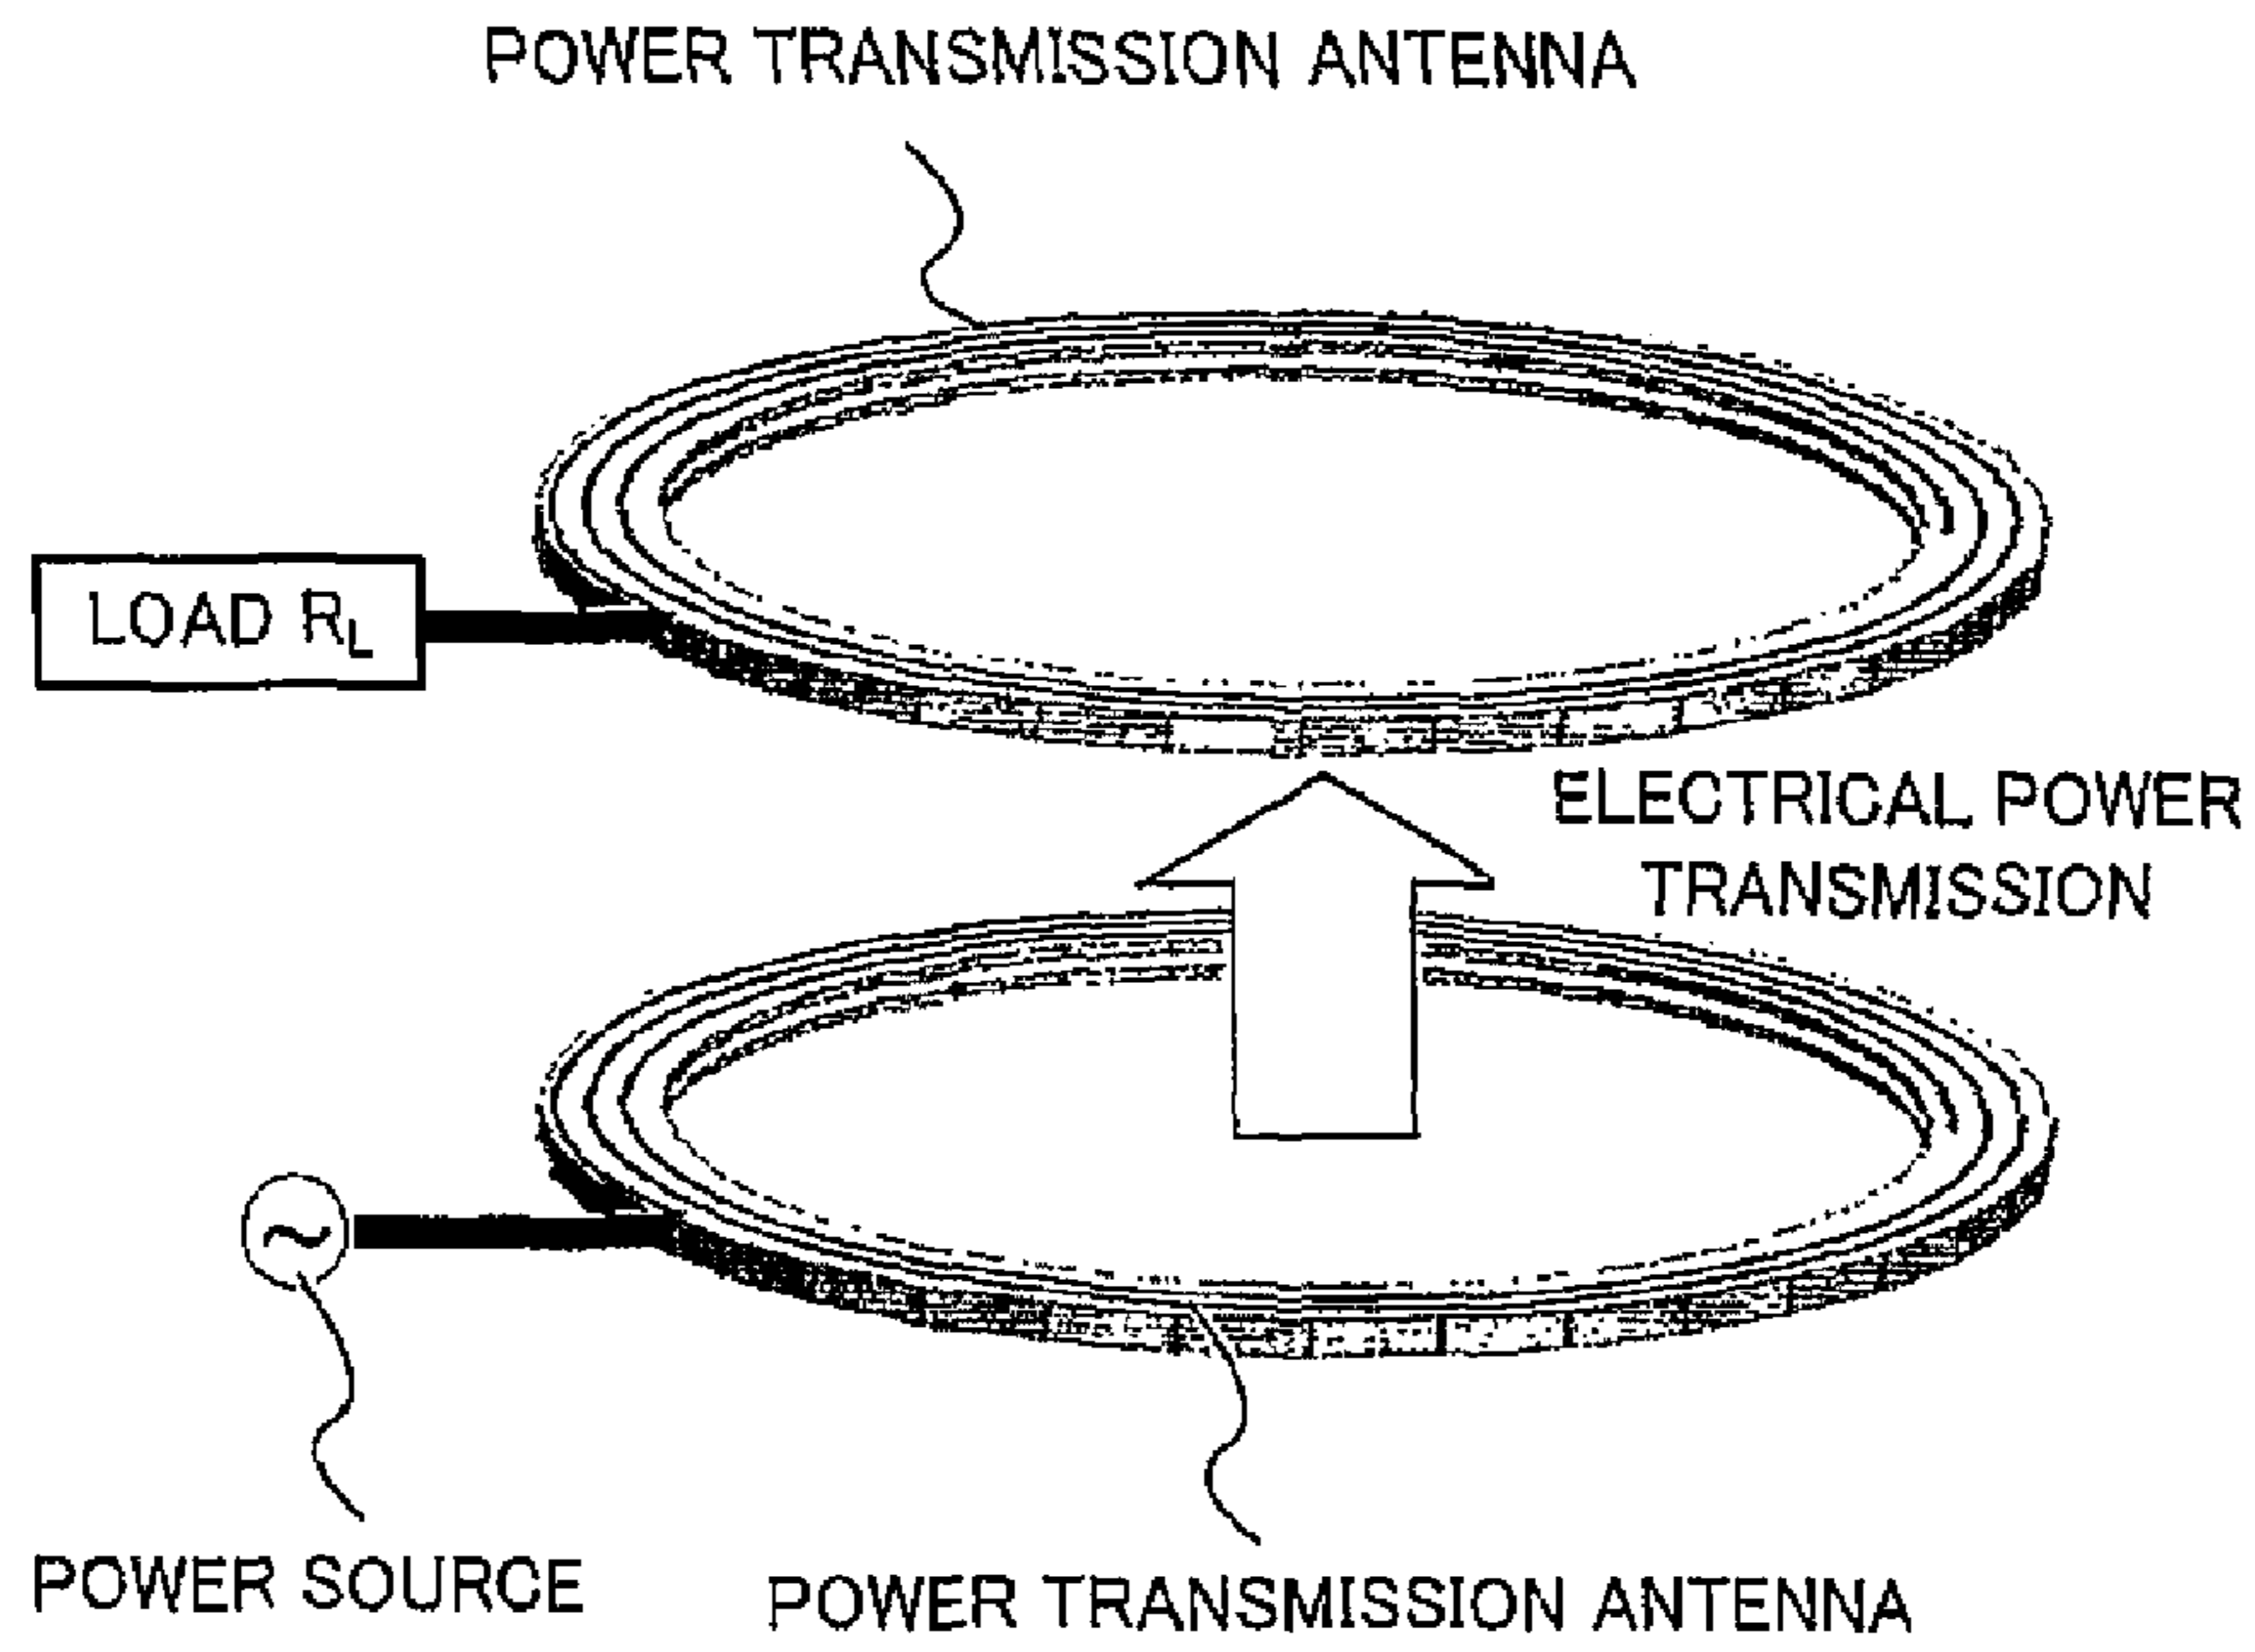 POWER TRANSMISSION ANTENNA
LOAD RL
ELECTRICAL POWER
TRANSMISSION
~
POWER SOURCE
POWER TRANSMISSION ANTENNA